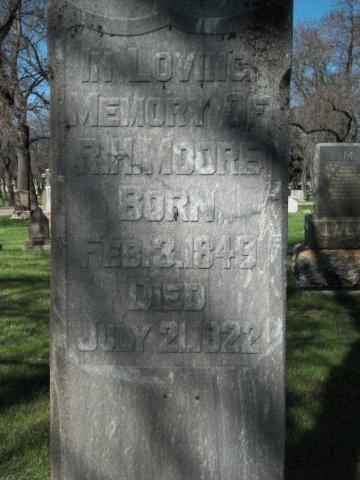 IN LOVING
MEMORY OF
R.H. MOORE
BORN
FEB. 3. 1849
DIED
JULY 21. 1922
M